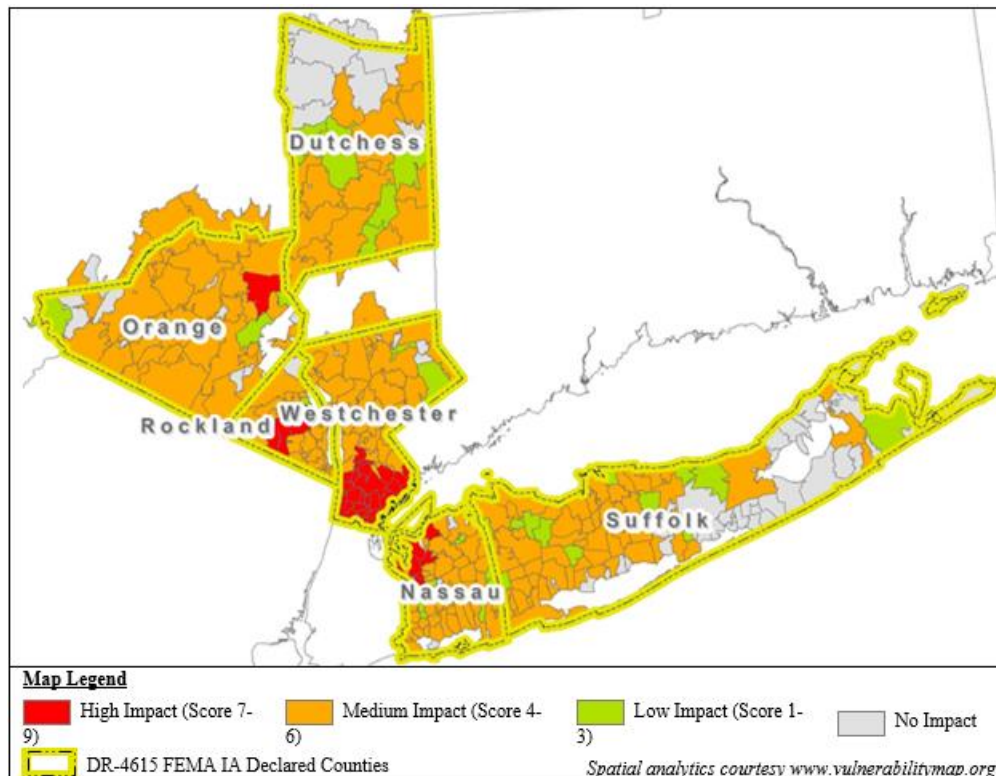 Dutchess
Orange
Rockland
Westchester
Suffolk
Nassau
Map Legend
High Impact (Score 7-
9)
Medium Impact (Score 4-
6)
Low Impact (Score 1-
3)
No Impact
DR-4615 FEMA IA Declared Counties
Spatial analytics courtesy www.vulnerabilitymap.org